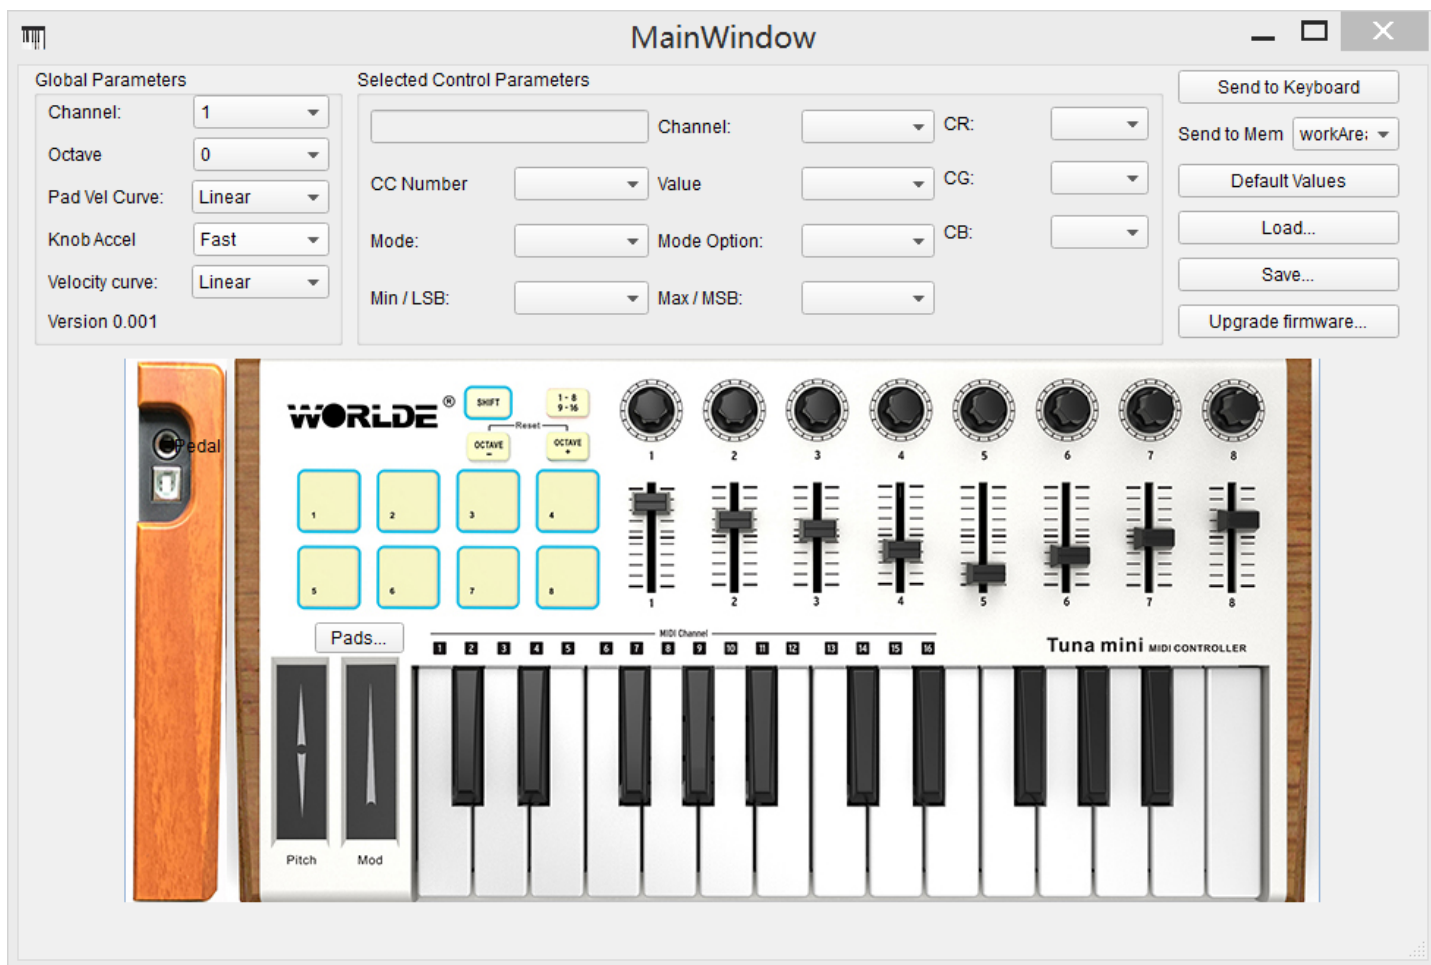 MainWindow
Global Parameters
Channel:
1
Octave
0
Pad Vel Curve:
Linear
Knob Accel
Fast
Velocity curve:
Linear
Version 0.001
Selected Control Parameters
Channel:
CR:
CC Number
Value
CG:
Mode:
Mode Option:
CB:
Min / LSB:
Max / MSB:
Send to Keyboard
Send to Mem
workAre
Default Values
Load...
Save...
Upgrade firmware...
Pedal
WORLDE®
SHIFT
1 - 8
9 - 16
Reset
OCTAVE
-
OCTAVE
+
1 2 3 4 5 6 7 8
1 2 3 4
5 6 7 8
1 2 3 4 5 6 7 8
Pads...
MIDI Channel
1 2 3 4 5 6 7 8 9 10 11 12 13 14 15 16
Tuna mini MIDI CONTROLLER
Pitch
Mod